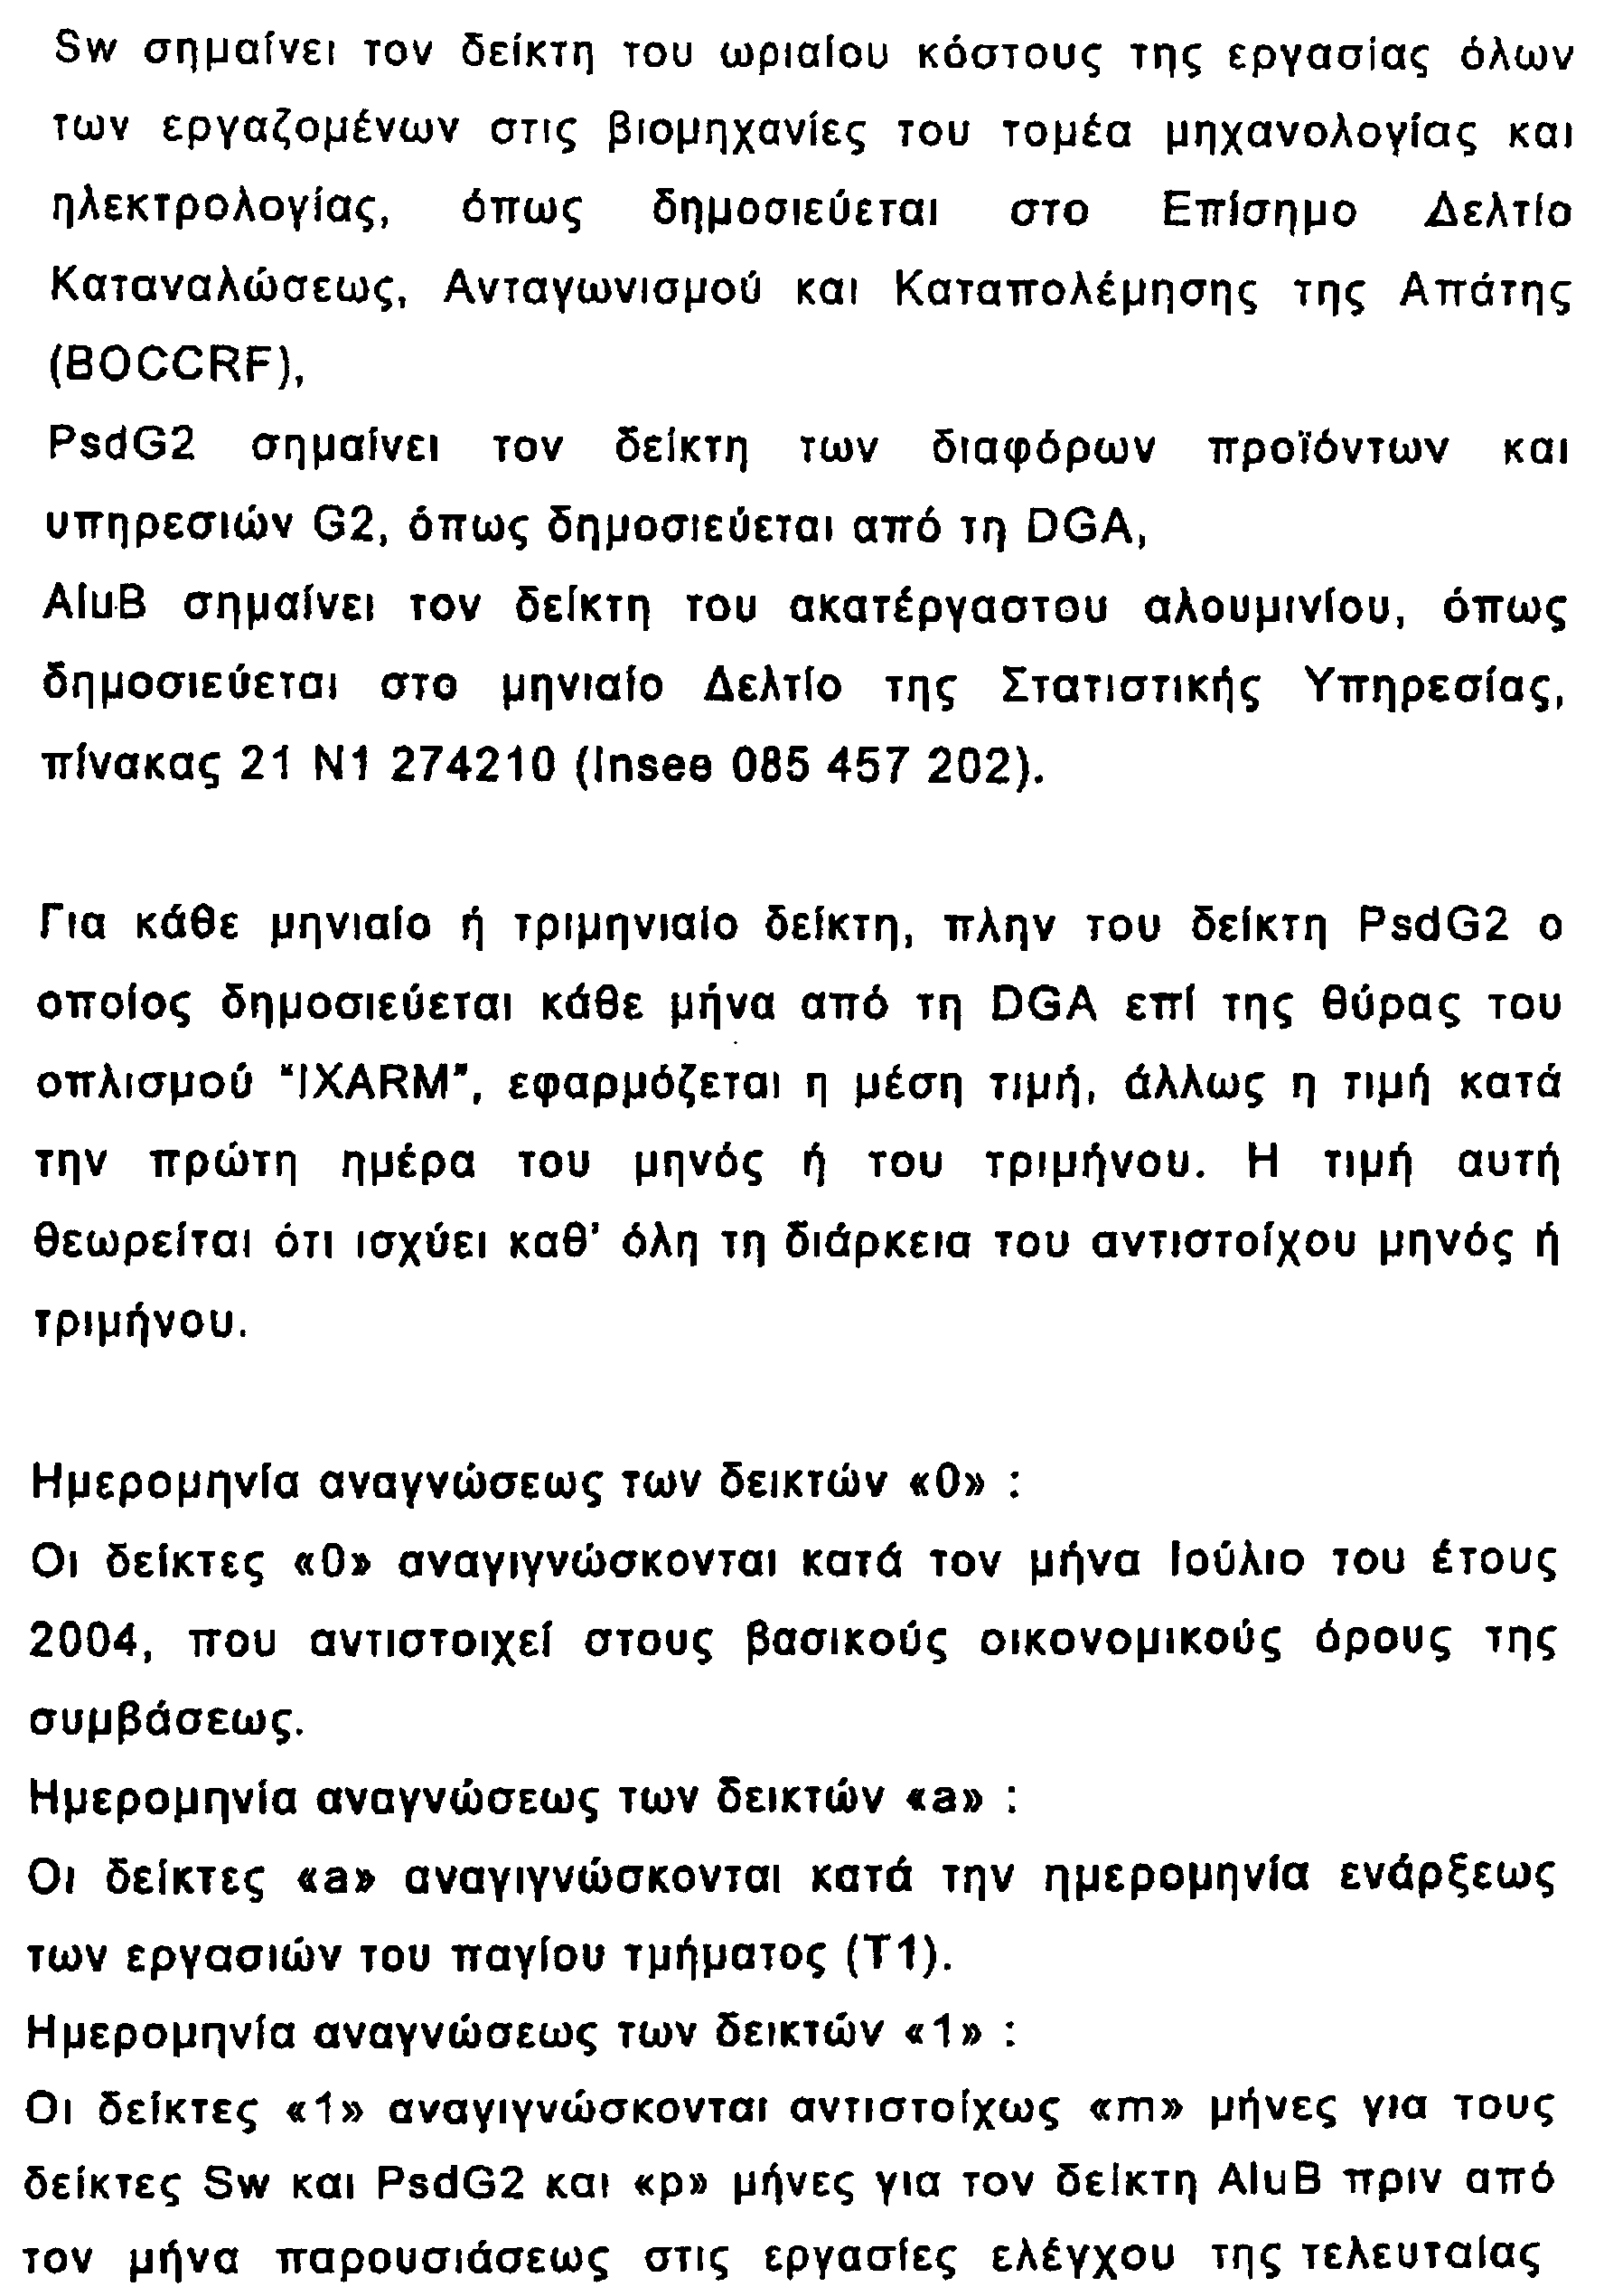 Sw σημαίνει τον δείκτη του ωριαίου κόστους της εργασίας όλων
των εργαζομένων στις βιομηχανίες του τομέα μηχανολογίας και
ηλεκτρολογίας, όπως δημοσιεύεται στο Επίσημο Δελτίο
Καταναλώσεως, Ανταγωνισμού και Καταπολέμησης της Απάτης
(BOCCRF),
PsdG2 σημαίνει τον δείκτη των διαφόρων προϊόντων και
υπηρεσιών G2, όπως δημοσιεύεται από τη DGA,
AluB σημαίνει τον δείκτη του ακατέργαστου αλουμινίου, όπως
δημοσιεύεται στο μηνιαίο Δελτίο της Στατιστικής Υπηρεσίας,
πίνακας 21 N1 274210 (Insee 085 457 202).
Για κάθε μηνιαίο ή τριμηνιαίο δείκτη, πλην του δείκτη PsdG2 ο
οποίος δημοσιεύεται κάθε μήνα από τη DGA επί της θύρας του
οπλισμού "IXARM", εφαρμόζεται η μέση τιμή, άλλως η τιμή κατά
την πρώτη ημέρα του μηνός ή του τριμήνου. Η τιμή αυτή
θεωρείται ότι ισχύει καθ' όλη τη διάρκεια του αντιστοίχου μηνός ή
τριμήνου.
Ημερομηνία αναγνώσεως των δεικτών «0» :
Οι δείκτες «0» αναγιγνώσκονται κατά τον μήνα Ιούλιο του έτους
2004, που αντιστοιχεί στους βασικούς οικονομικούς όρους της
συμβάσεως.
Ημερομηνία αναγνώσεως των δεικτών «a» :
Οι δείκτες «a» αναγιγνώσκονται κατά την ημερομηνία ενάρξεως
των εργασιών του παγίου τμήματος (T1).
Ημερομηνία αναγνώσεως των δεικτών «1» :
Οι δείκτες «1» αναγιγνώσκονται αντιστοίχως «m» μήνες για τους
δείκτες Sw και PsdG2 και «p» μήνες για τον δείκτη AluB πριν από
τον μήνα παρουσιάσεως στις εργασίες ελέγχου της τελευταίας